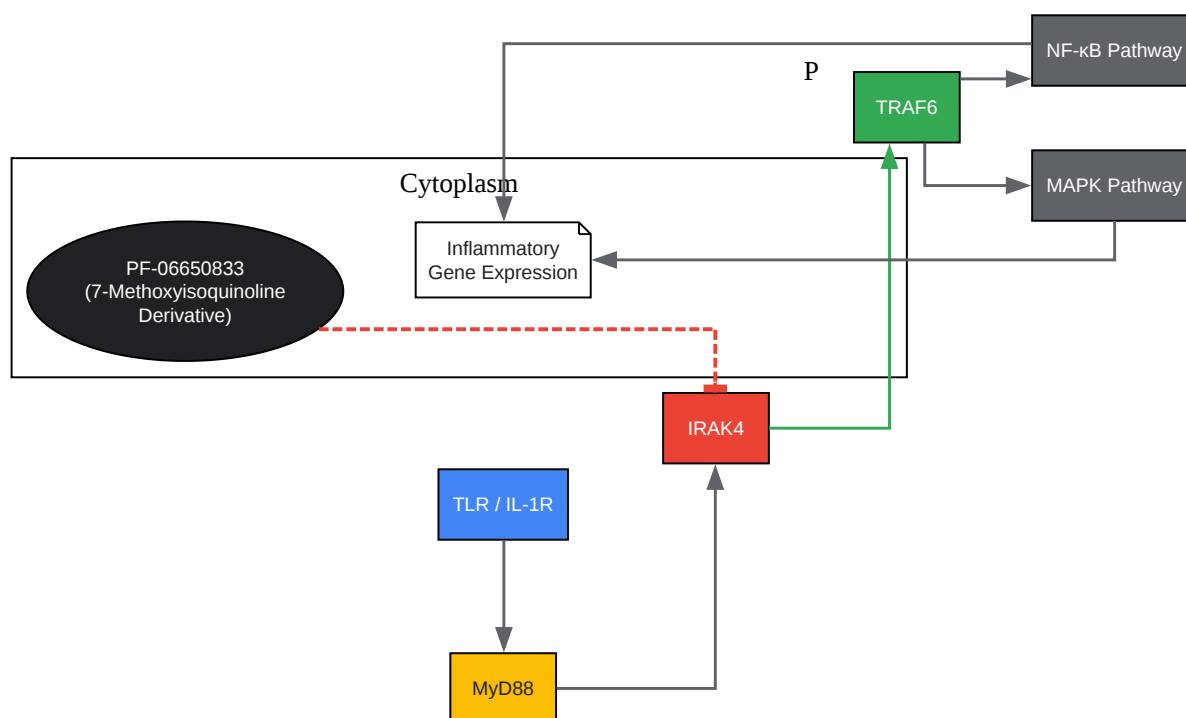 NF-κB Pathway
P
TRAF6
MAPK Pathway
Cytoplasm
Inflammatory
Gene Expression
PF-06650833
(7-Methoxyisoquinoline
Derivative)
IRAK4
TLR / IL-1R
MyD88